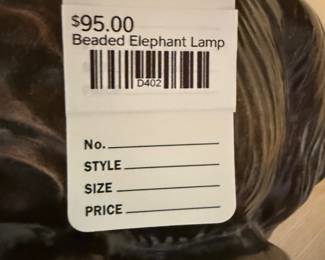 $95.00
Beaded Elephant Lamp
D402
No.
STYLE
SIZE
PRICE